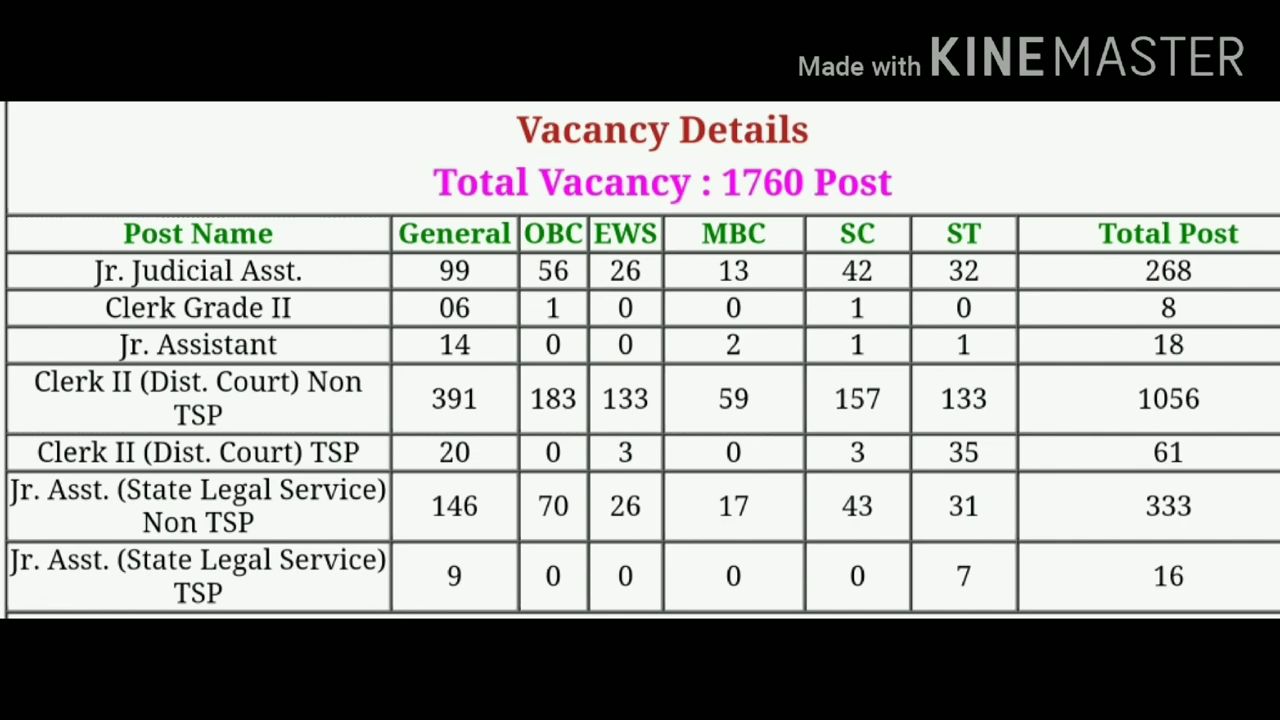 Made with KINEMASTER
Vacancy Details
Total Vacancy : 1760 Post
Post Name General OBC EWS MBC SC ST Total Post
Jr. Judicial Asst. 99 56 26 13 42 32 268
Clerk Grade II 06 1 0 0 1 0 8
Jr. Assistant 14 0 0 2 1 1 18
Clerk II (Dist. Court) Non
TSP 391 183 133 59 157 133 1056
Clerk II (Dist. Court) TSP 20 0 3 0 3 35 61
Jr. Asst. (State Legal Service)
Non TSP 146 70 26 17 43 31 333
Jr. Asst. (State Legal Service)
TSP 9 0 0 0 0 7 16